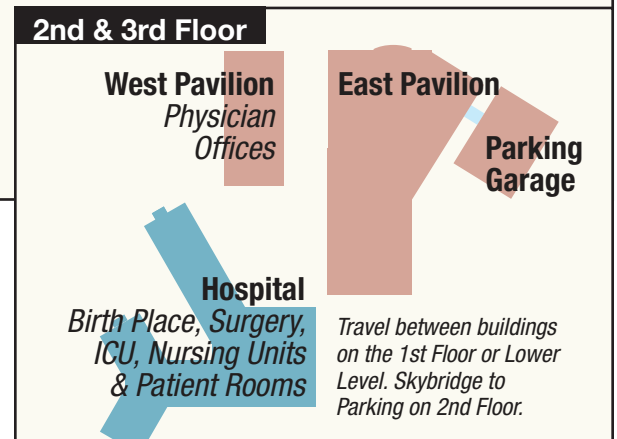 2nd & 3rd Floor
West Pavilion
Physician
Offices
East Pavilion
Parking
Garage
Hospital
Birth Place, Surgery,
ICU, Nursing Units
& Patient Rooms
Travel between buildings
on the 1st Floor or Lower
Level. Skybridge to
Parking on 2nd Floor.